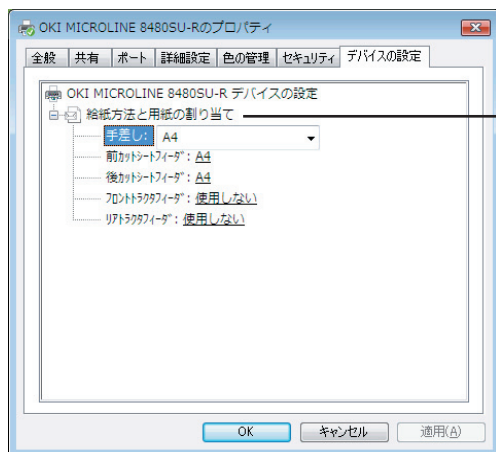 OKI MICROLINE 8480SU-Rのプロパティ
全般 共有 ポート 詳細設定 色の管理 セキュリティ デバイスの設定
OKI MICROLINE 8480SU-R デバイスの設定
給紙方法と用紙の割り当て
手差し: A4
前ｶｯﾄｼｰﾄﾌｨｰﾀﾞ: A4
後ｶｯﾄｼｰﾄﾌｨｰﾀﾞ: A4
ﾌﾛﾝﾄﾄﾗｸﾀﾌｨｰﾀﾞ: 使用しない
ﾘｱﾄﾗｸﾀﾌｨｰﾀﾞ: 使用しない
OK キャンセル 適用(A)